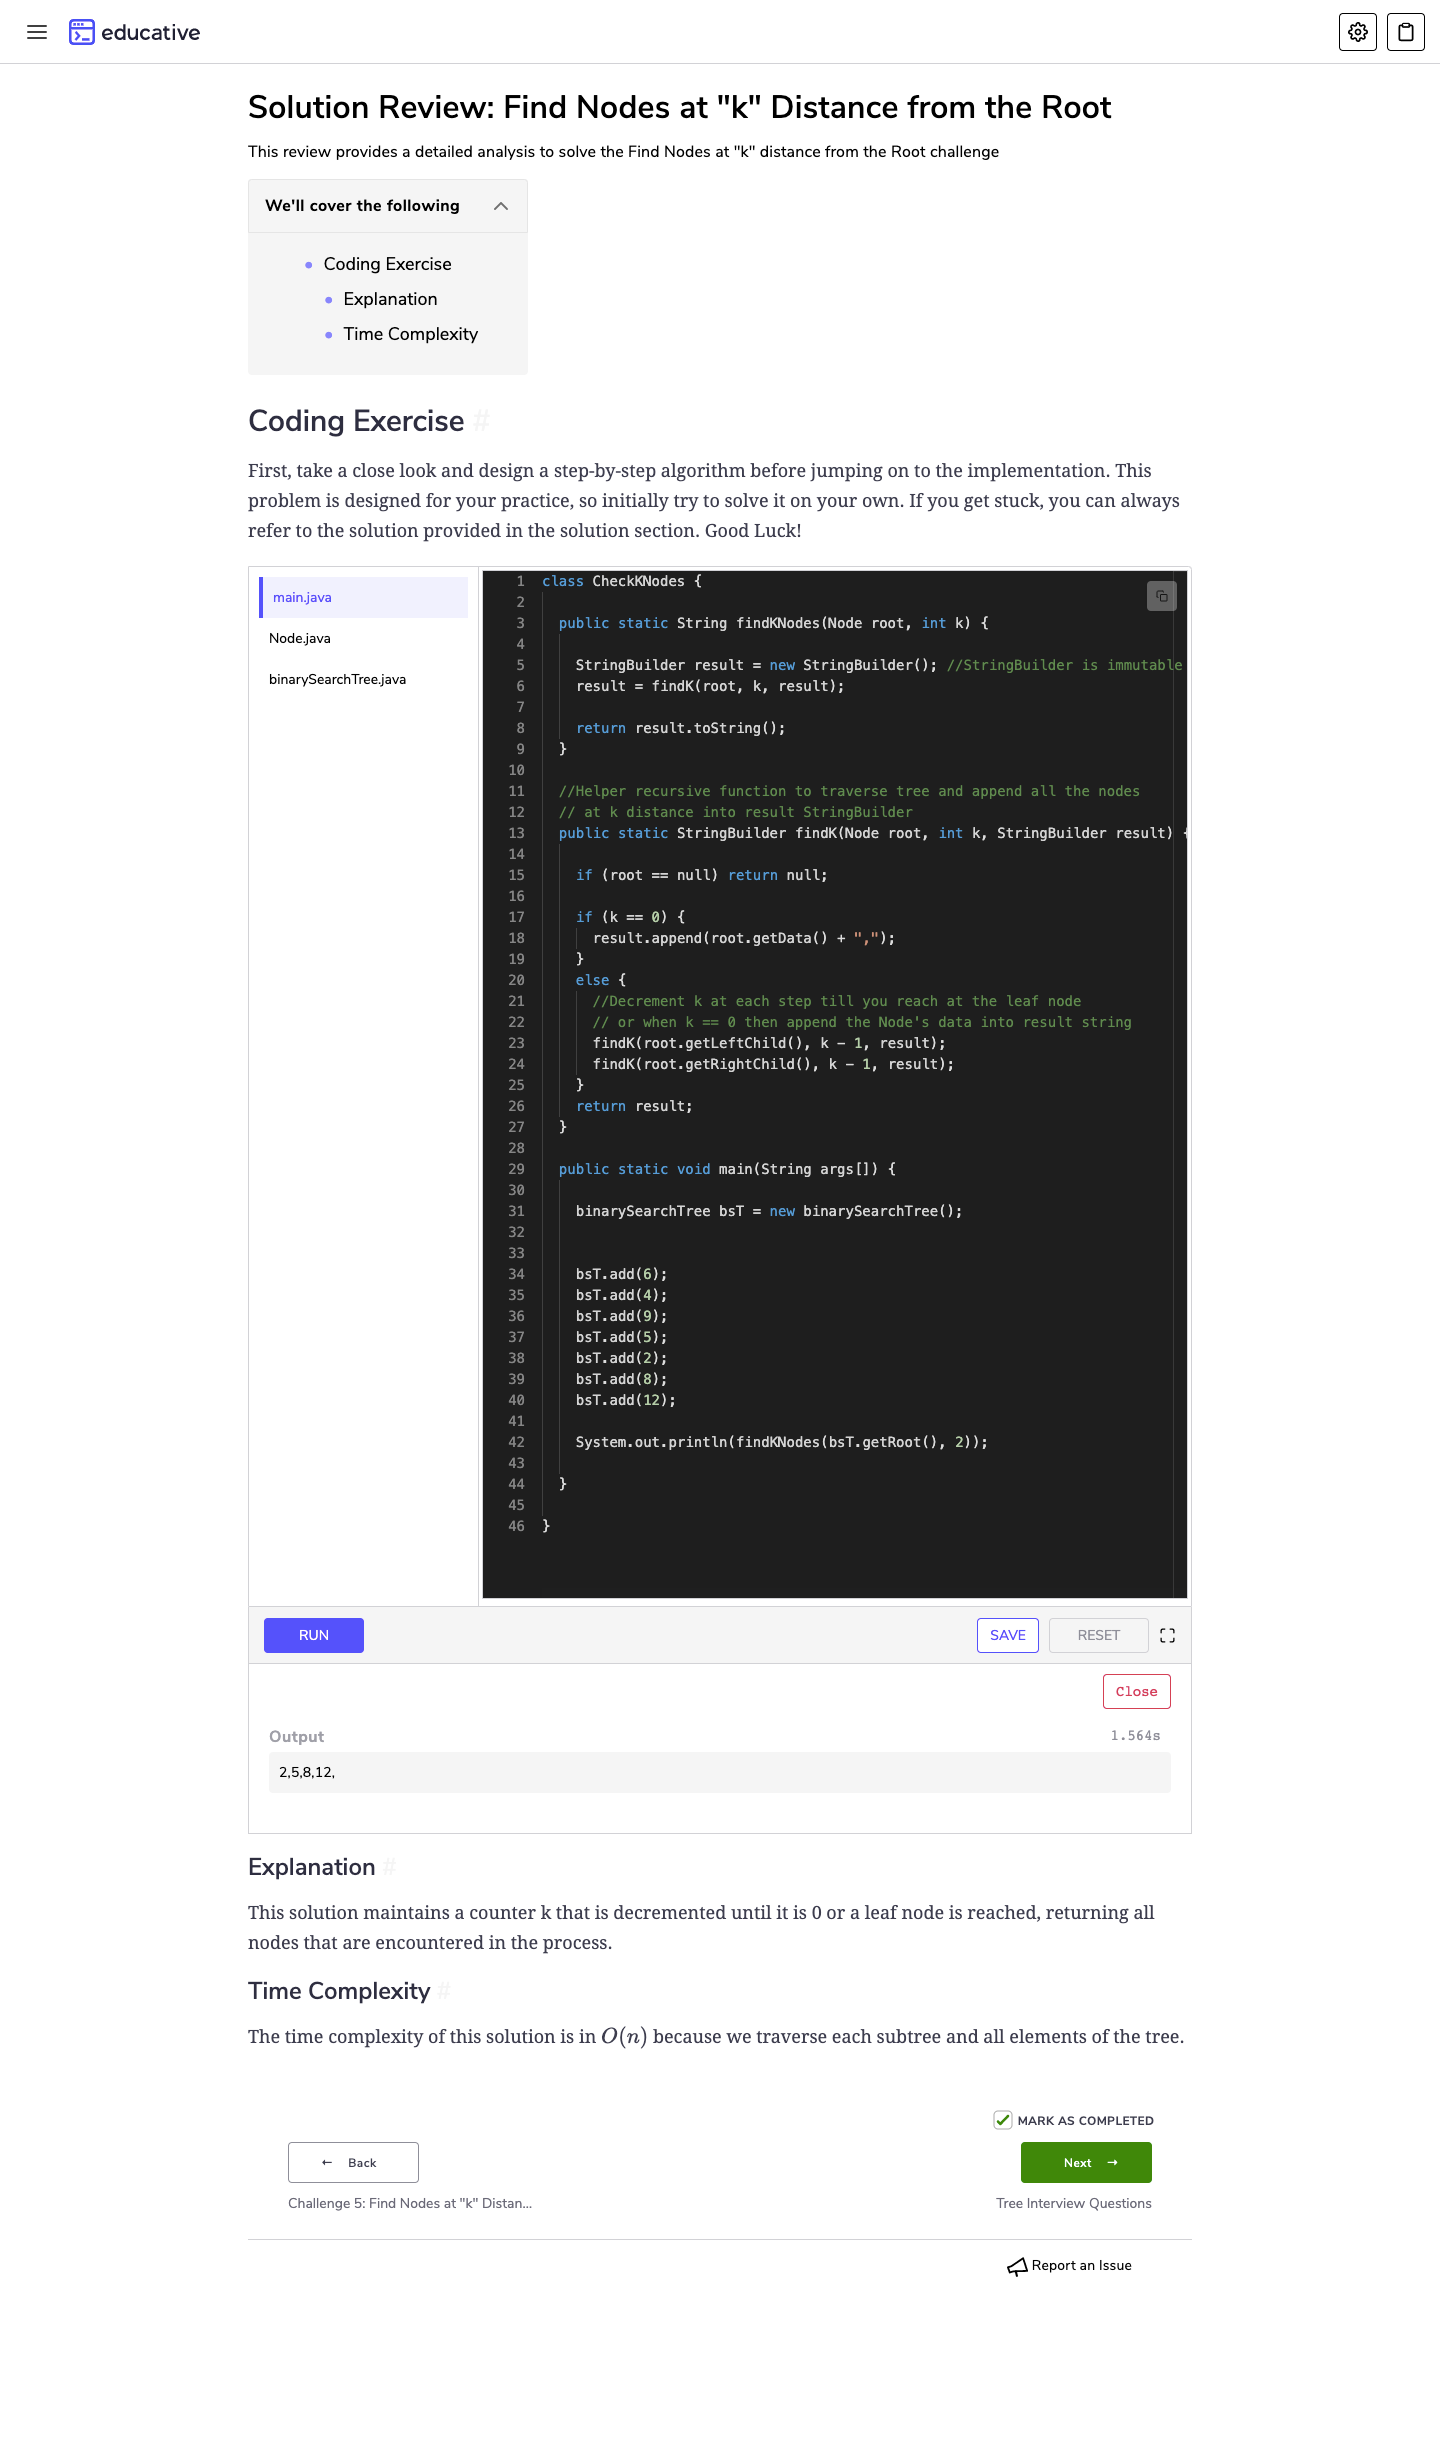 educative
Solution Review: Find Nodes at "k" Distance from the Root
This review provides a detailed analysis to solve the Find Nodes at "k" distance from the Root challenge
We'll cover the following
Coding Exercise
Explanation
Time Complexity
Coding Exercise #
First, take a close look and design a step-by-step algorithm before jumping on to the implementation. This
problem is designed for your practice, so initially try to solve it on your own. If you get stuck, you can always
refer to the solution provided in the solution section. Good Luck!
main.java
Node.java
binarySearchTree.java
1 class CheckKNodes {
2
3 public static String findKNodes(Node root, int k) {
4
5 StringBuilder result = new StringBuilder(); //StringBuilder is immutable
6 result = findK(root, k, result);
7
8 return result.toString();
9 }
10
11 //Helper recursive function to traverse tree and append all the nodes
12 // at k distance into result StringBuilder
13 public static StringBuilder findK(Node root, int k, StringBuilder result) {
14
15 if (root == null) return null;
16
17 if (k == 0) {
18 result.append(root.getData() + ",");
19 }
20 else {
21 //Decrement k at each step till you reach at the leaf node
22 // or when k == 0 then append the Node's data into result string
23 findK(root.getLeftChild(), k - 1, result);
24 findK(root.getRightChild(), k - 1, result);
25 }
26 return result;
27 }
28
29 public static void main(String args[]) {
30
31 binarySearchTree bsT = new binarySearchTree();
32
33
34 bsT.add(6);
35 bsT.add(4);
36 bsT.add(9);
37 bsT.add(5);
38 bsT.add(2);
39 bsT.add(8);
40 bsT.add(12);
41
42 System.out.println(findKNodes(bsT.getRoot(), 2));
43
44 }
45
46 }
RUN
SAVE
RESET
Close
Output
1.564s
2,5,8,12,
Explanation #
This solution maintains a counter k that is decremented until it is 0 or a leaf node is reached, returning all
nodes that are encountered in the process.
Time Complexity #
The time complexity of this solution is in O(n) because we traverse each subtree and all elements of the tree.
MARK AS COMPLETED
← Back
Next →
Challenge 5: Find Nodes at "k" Distan...
Tree Interview Questions
Report an Issue